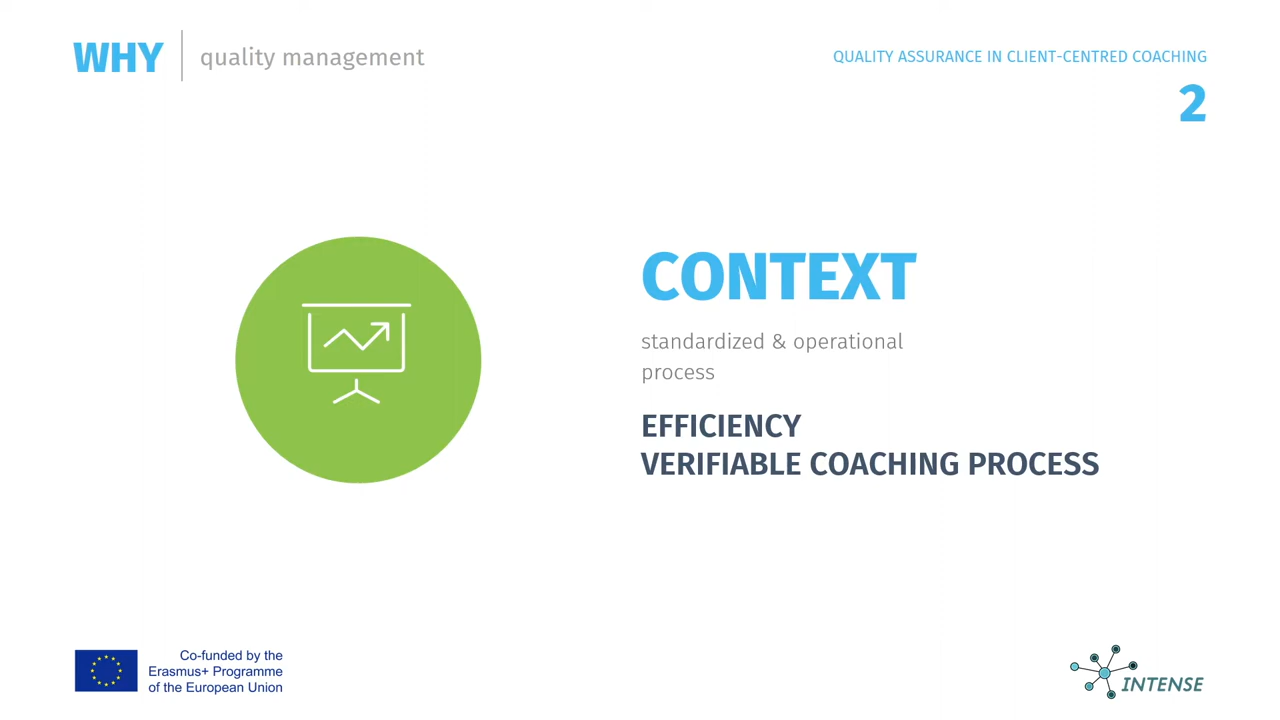 WHY
quality management
QUALITY ASSURANCE IN CLIENT-CENTRED COACHING
2
CONTEXT
standardized & operational
process
EFFICIENCY
VERIFIABLE COACHING PROCESS
Co-funded by the
Erasmus+ Programme
of the European Union
INTENSE